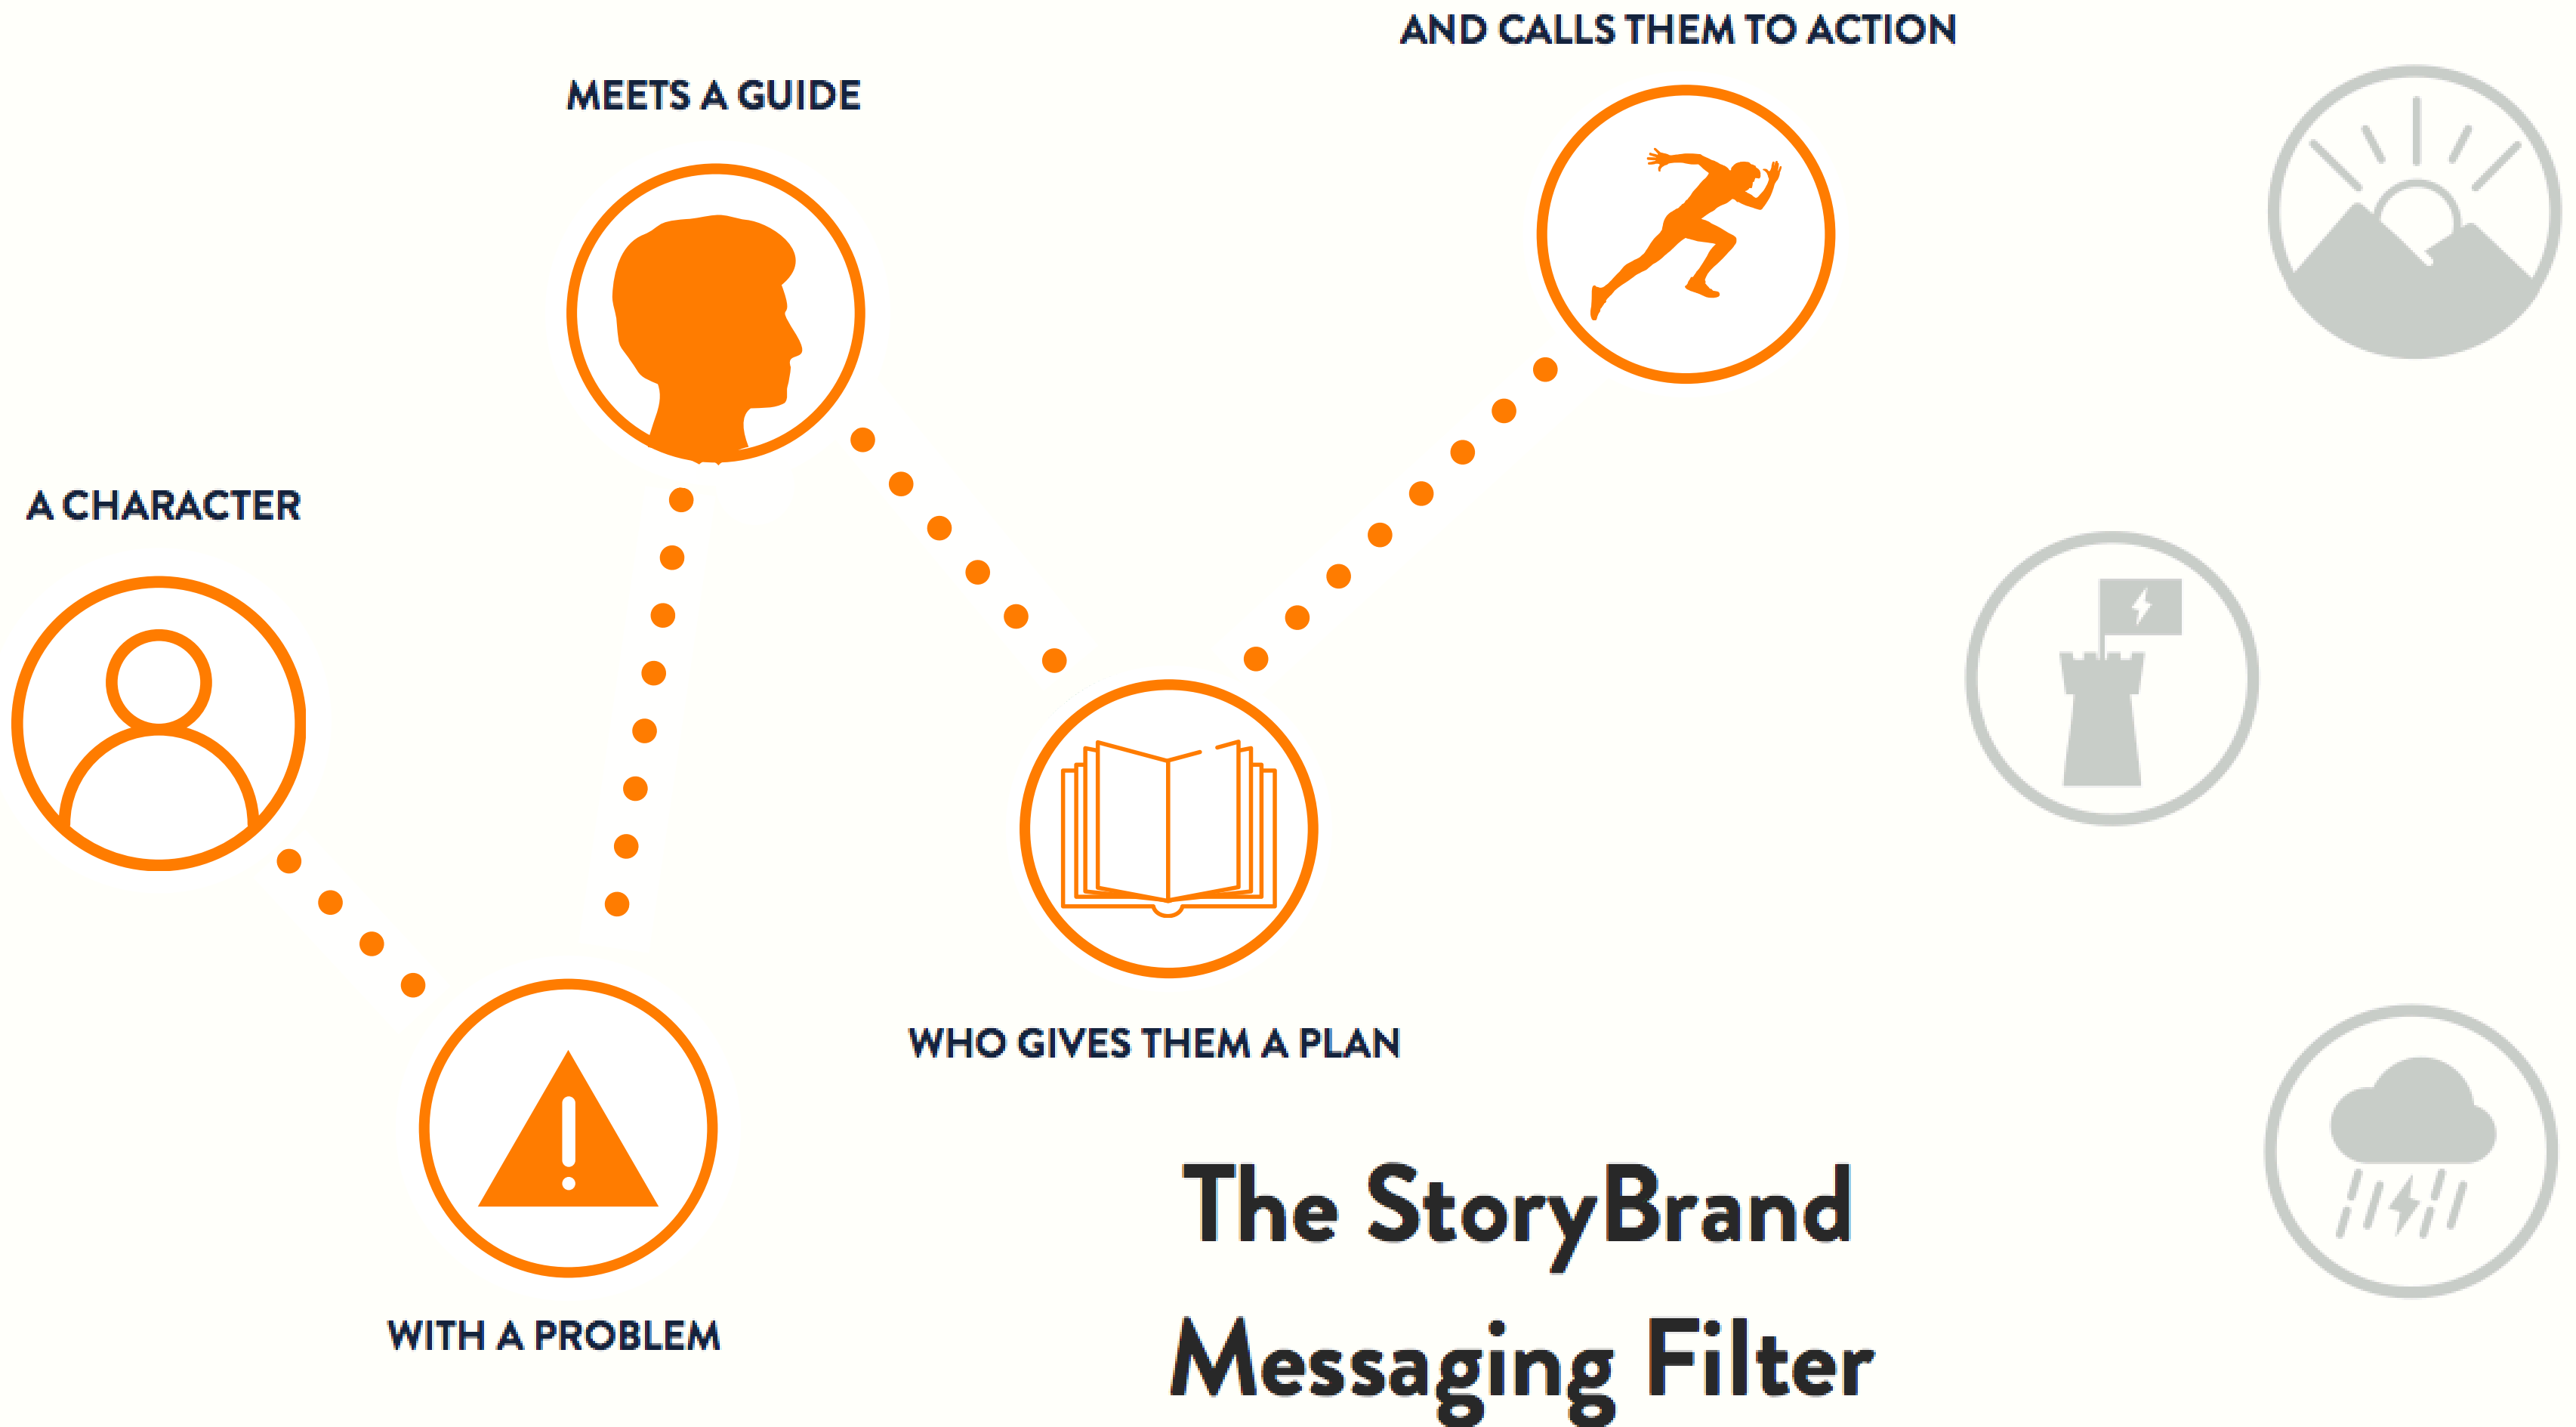 A CHARACTER
WITH A PROBLEM
MEETS A GUIDE
WHO GIVES THEM A PLAN
AND CALLS THEM TO ACTION
The StoryBrand
Messaging Filter